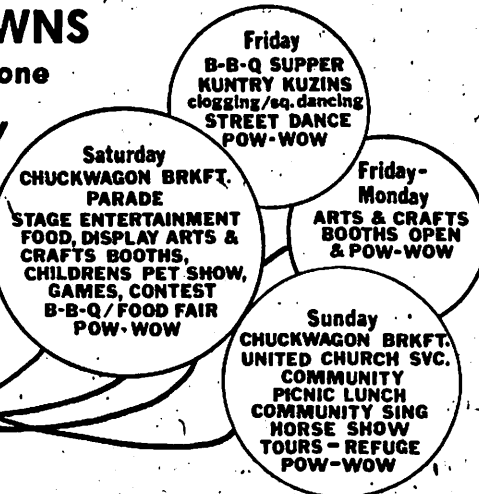 WNS
one
Friday
B-B-Q SUPPER
KUNTRY KUZINS
clogging/sq. dancing
STREET DANCE
POW-WOW
Saturday
CHUCKWAGON BRKFT.
PARADE
STAGE ENTERTAINMENT
FOOD, DISPLAY ARTS &
CRAFTS BOOTHS,
CHILDRENS PET SHOW,
GAMES, CONTEST
B-B-Q/FOOD FAIR
POW-WOW
Friday-
Monday
ARTS & CRAFTS
BOOTHS OPEN
& POW-WOW
Sunday
CHUCKWAGON BRKFT.
UNITED CHURCH SVC.
COMMUNITY
PICNIC LUNCH
COMMUNITY SING
HORSE SHOW
TOURS-REFUGE
POW-WOW